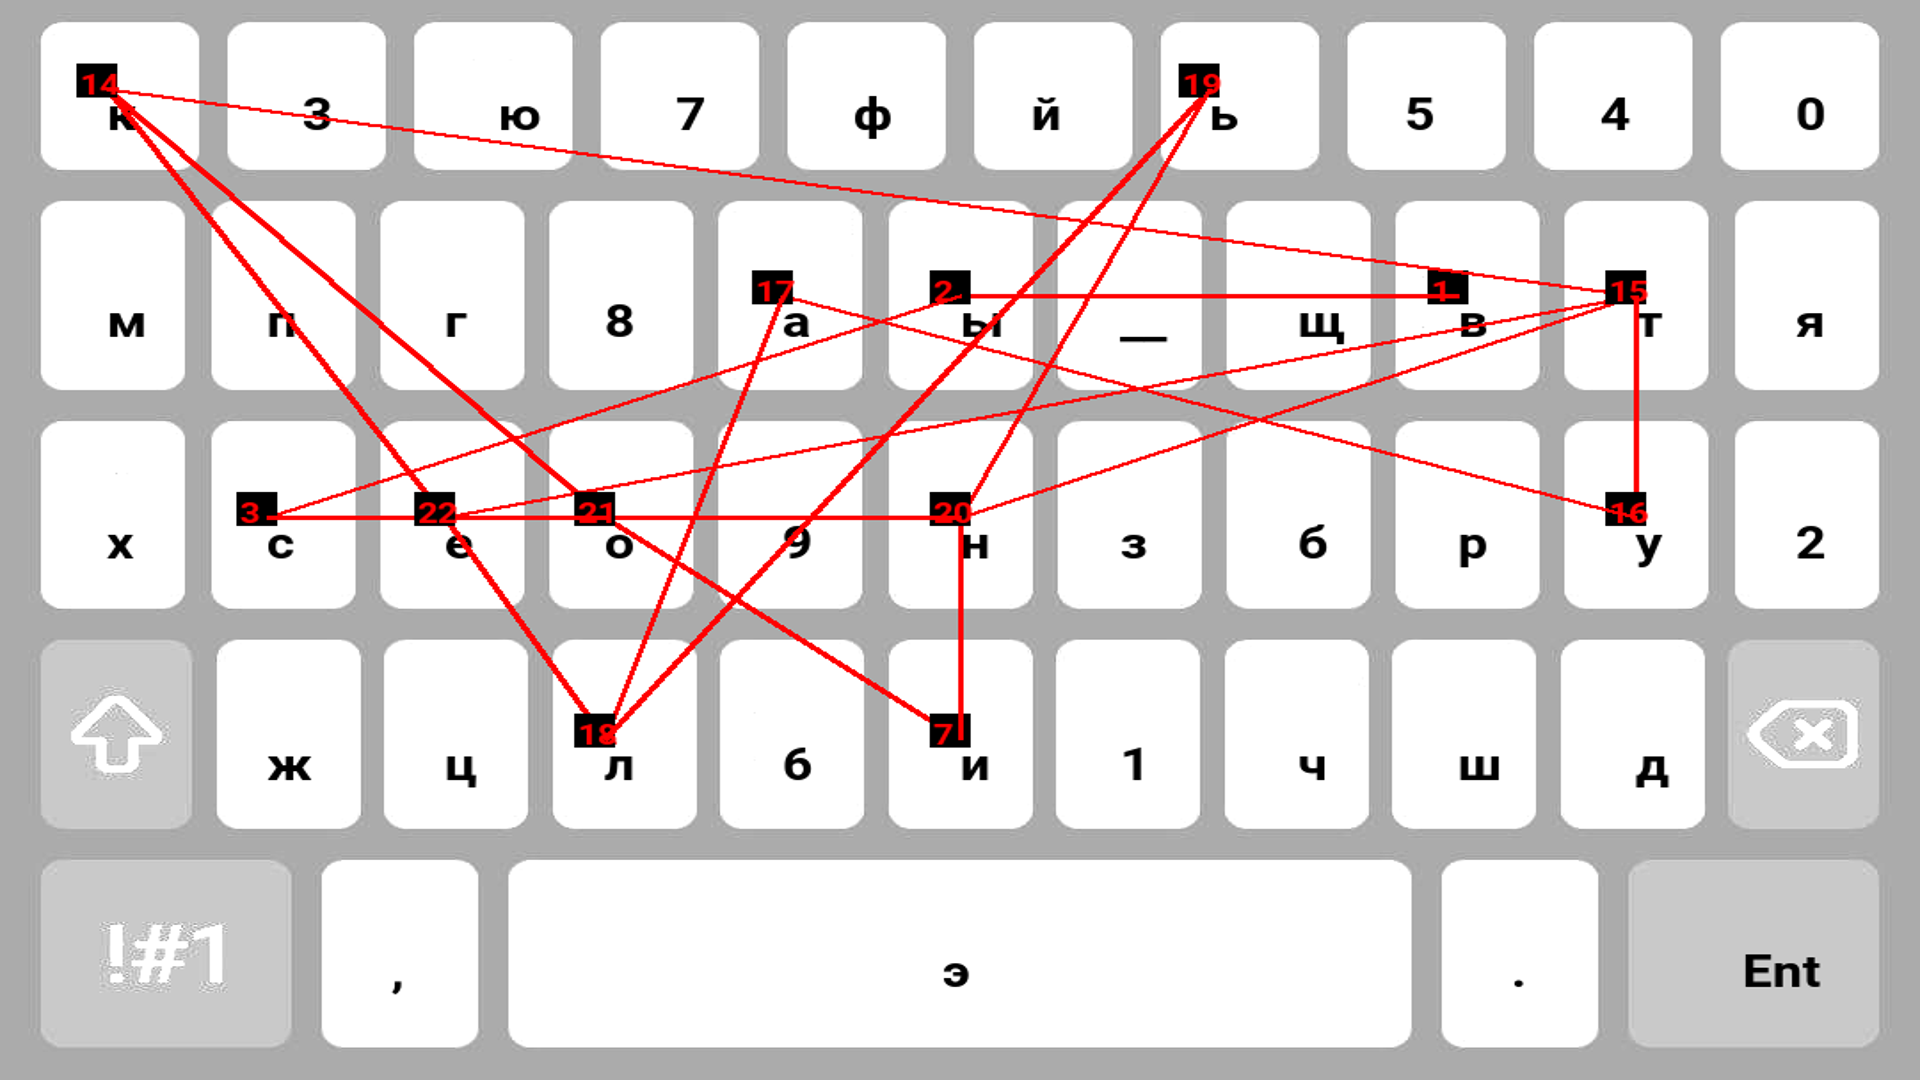 к 3 ю 7 ф й ь 5 4 0
14 19
м п г 8 а ы _ щ в т я
17 2 1 15
х с е о 9 н з б р у 2
3 22 21 20 16
ж ц л 6 и 1 ч ш д
18 7
!#1 , э . Ent